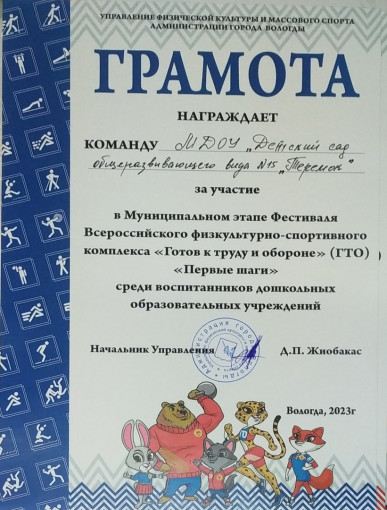 УПРАВЛЕНИЕ ФИЗИЧЕСКОЙ КУЛЬТУРЫ И МАССОВОГО СПОРТА
АДМИНИСТРАЦИИ ГОРОДА ВОЛОГДЫ
ГРАМОТА
НАГРАЖДАЕТ
КОМАНДУ МДОУ „Детский сад
общеразвивающего вида №15 „Теремок"
за участие
в Муниципальном этапе Фестиваля
Всероссийского физкультурно-спортивного
комплекса «Готов к труду и обороне» (ГТО)
«Первые шаги»
среди воспитанников дошкольных
образовательных учреждений
Начальник Управления Д.П. Жнобакас
Вологда, 2023г